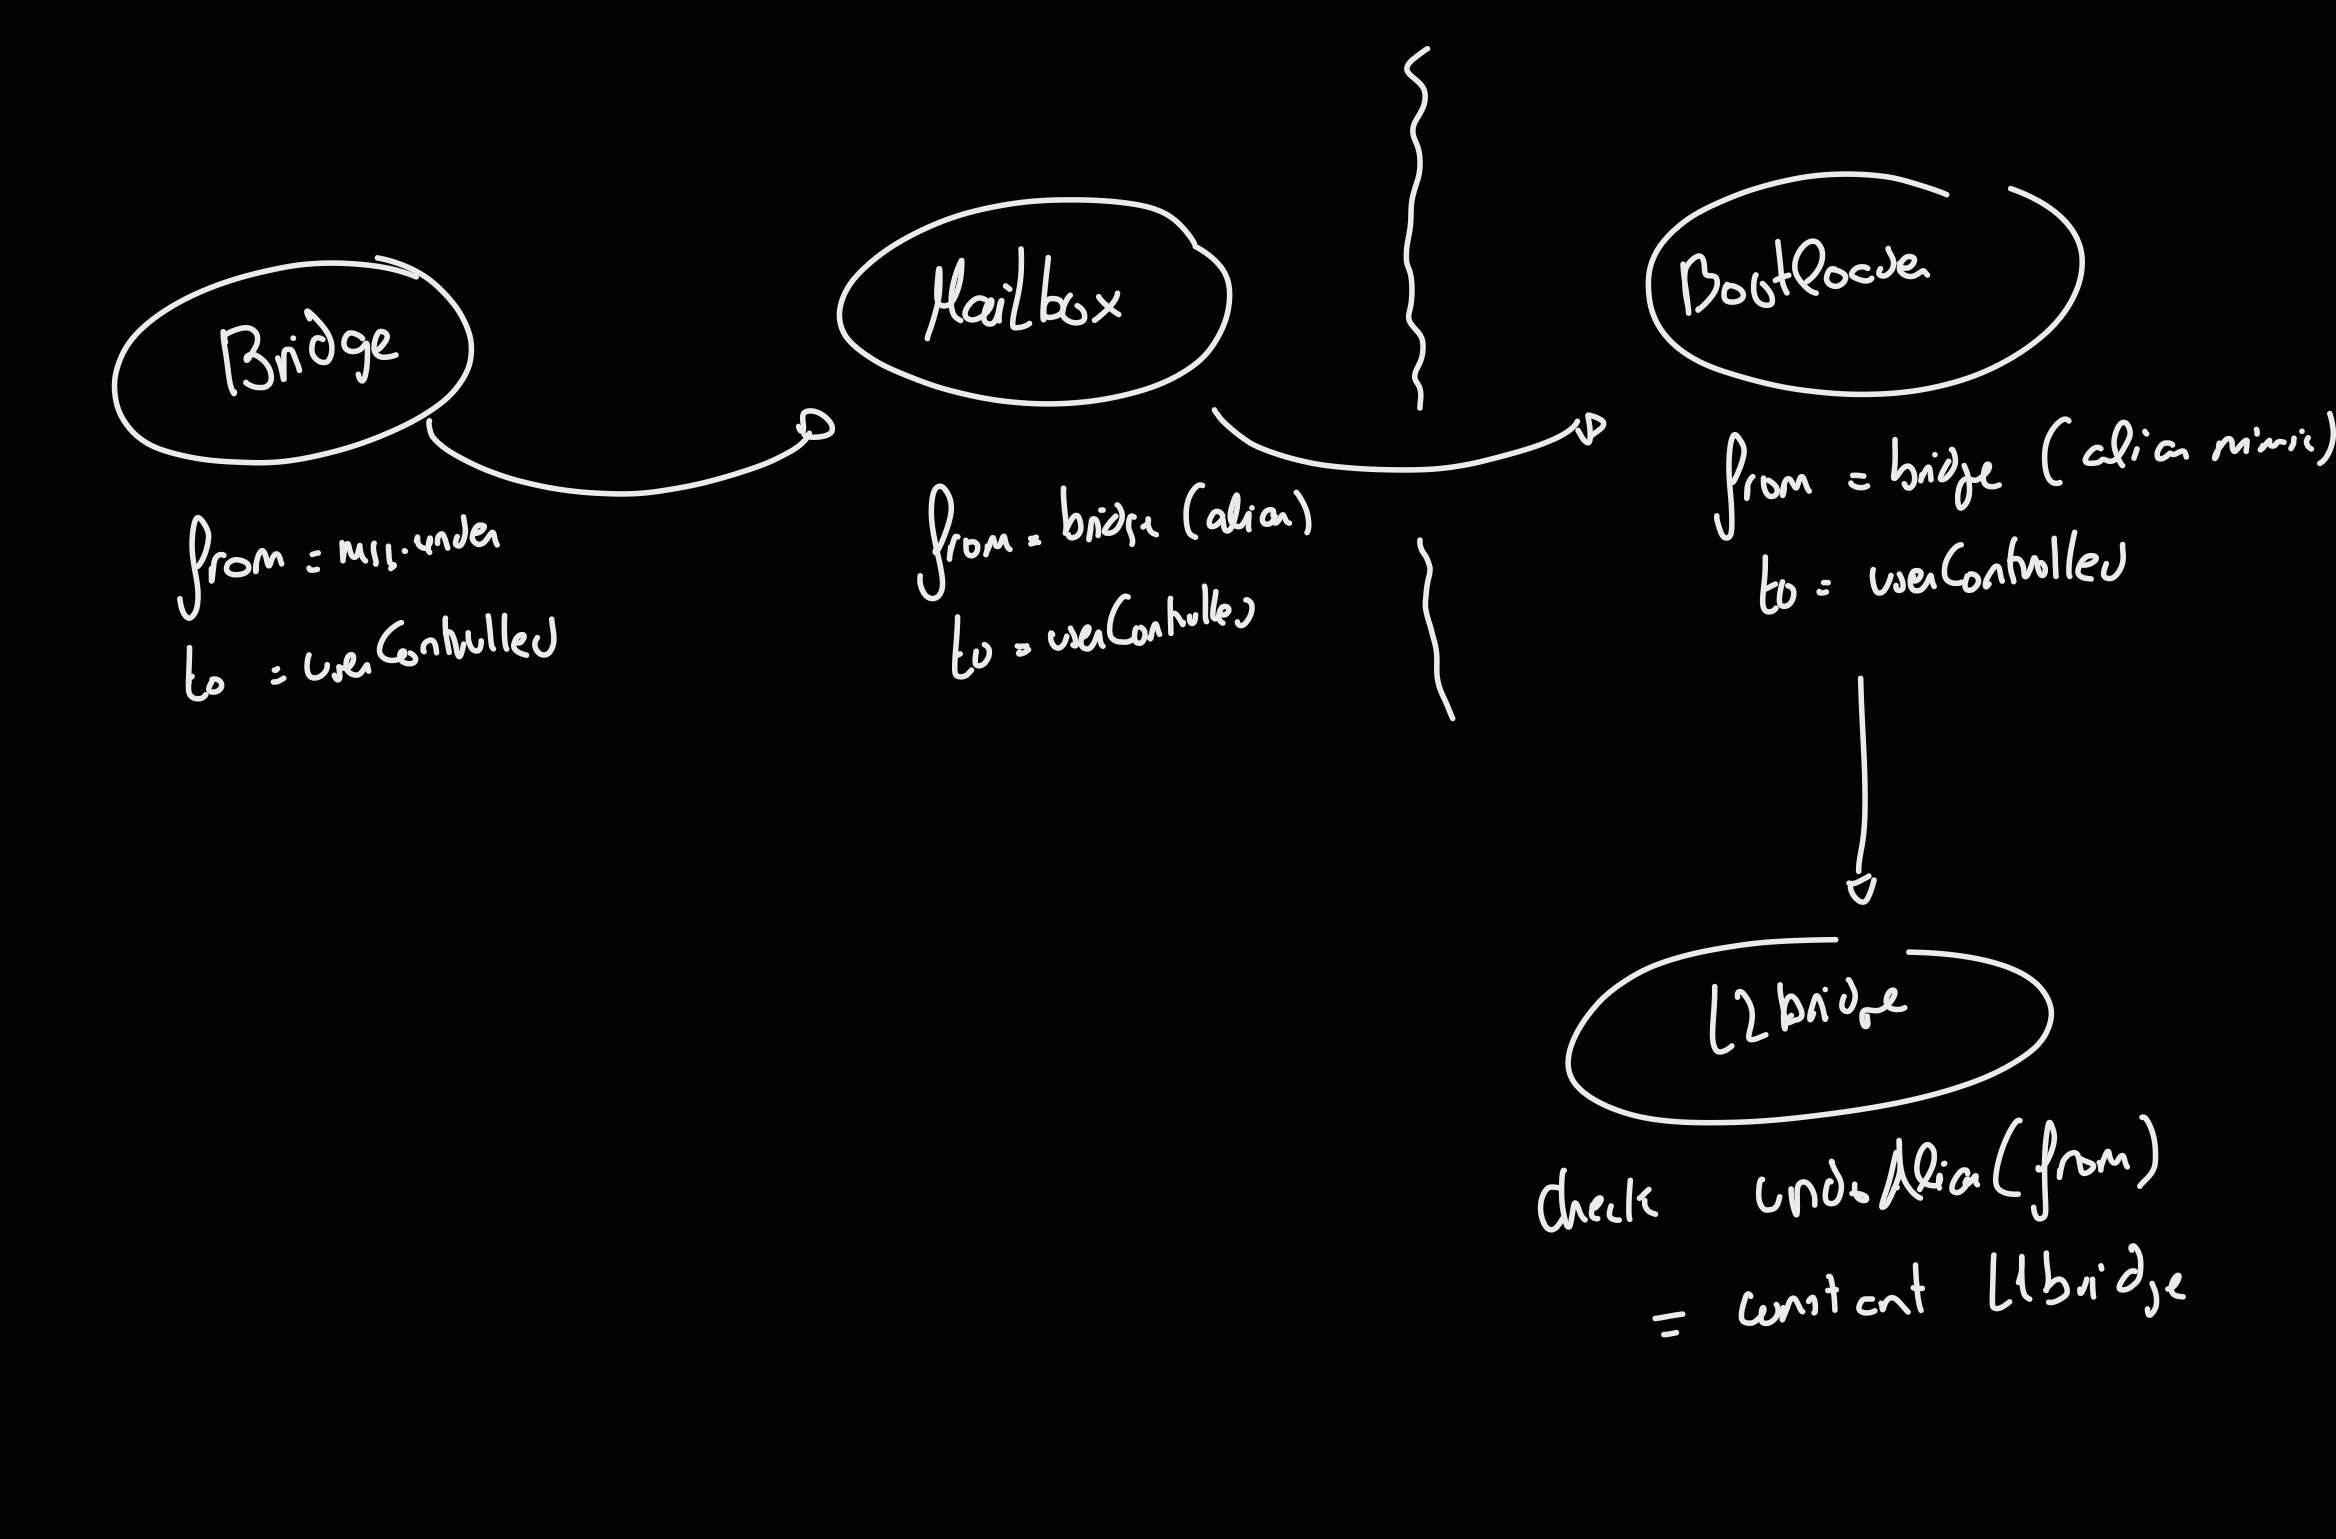 Bridge
from = msg.sender
to = userControlled
Mailbox
from = bridge (alias)
to = userControlled
Bootloader
from = bridge (alias mimic)
to = userControlled
L2bridge
check undoAlias(from)
= constant L1bridge